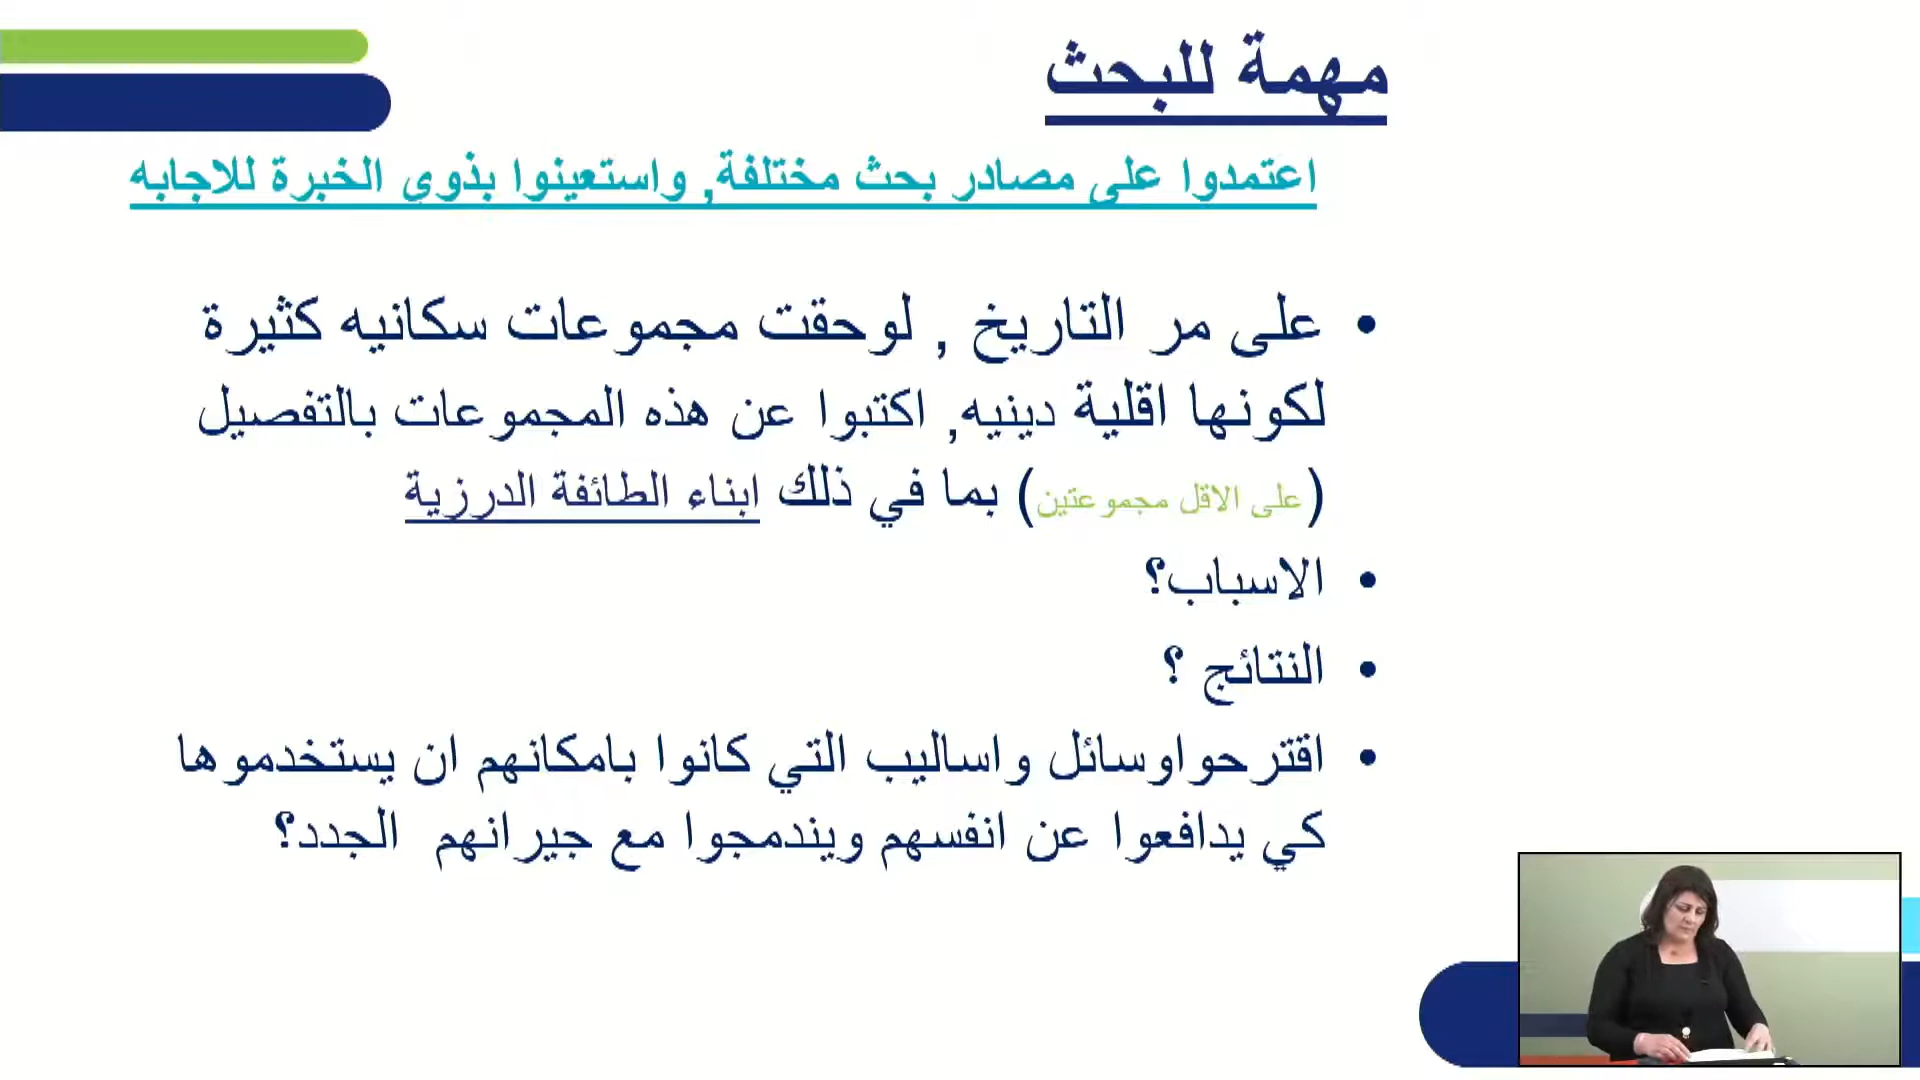 مهمة للبحث
اعتمدوا على مصادر بحث مختلفة, واستعينوا بذوي الخبرة للاجابه
• على مر التاريخ , لوحقت مجموعات سكانيه كثيرة
لكونها اقلية دينيه, اكتبوا عن هذه المجموعات بالتفصيل
(على الاقل مجموعتين) بما في ذلك ابناء الطائفة الدرزية
• الاسباب؟
• النتائج ؟
• اقترحواوسائل واساليب التي كانوا بامكانهم ان يستخدموها
كي يدافعوا عن انفسهم ويندمجوا مع جيرانهم الجدد؟